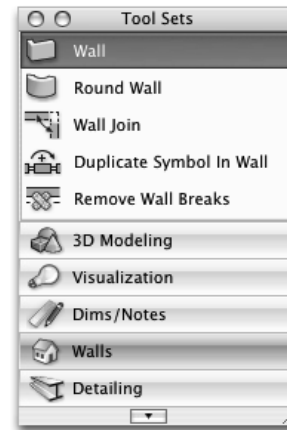 Tool Sets
Wall
Round Wall
Wall Join
Duplicate Symbol In Wall
Remove Wall Breaks
3D Modeling
Visualization
Dims/Notes
Walls
Detailing